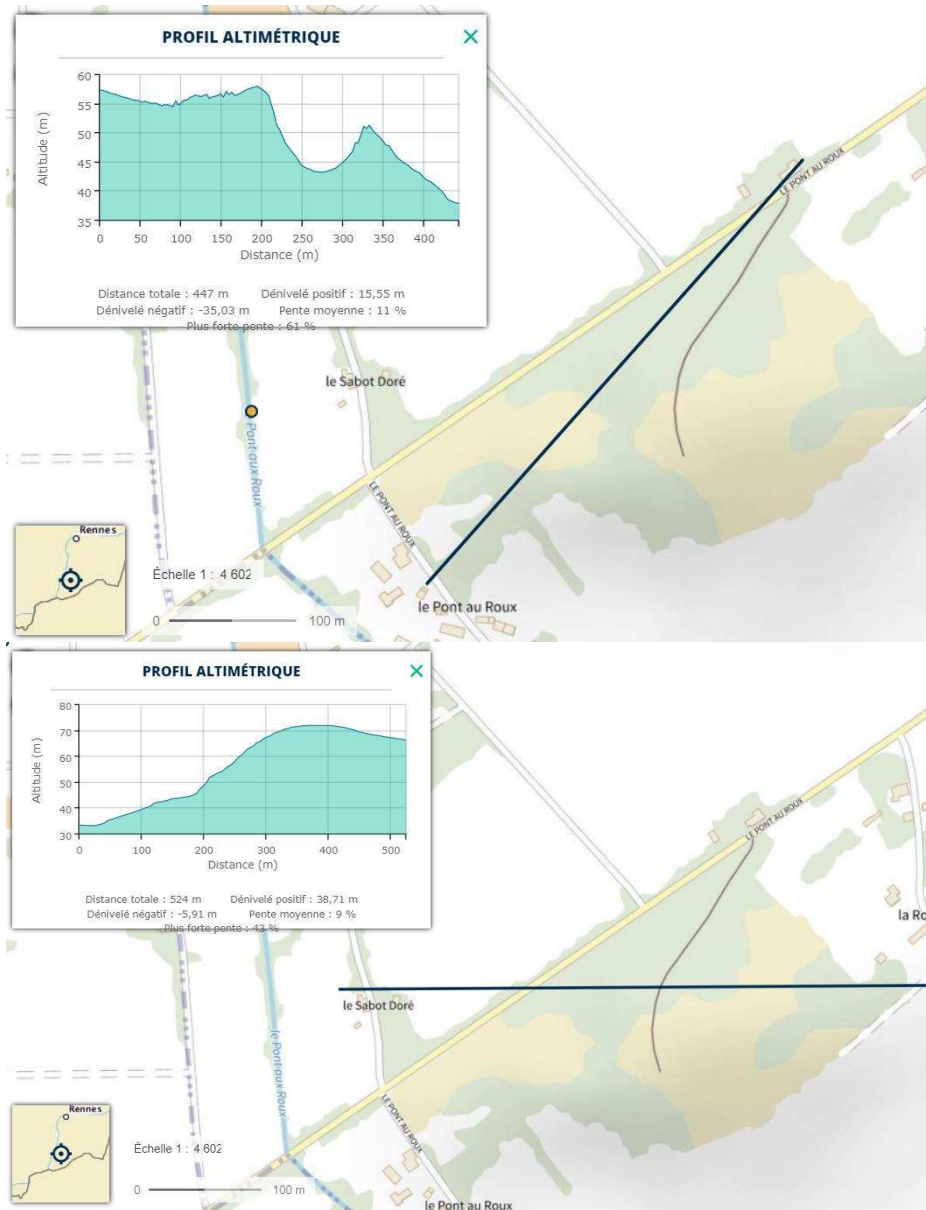 PROFIL ALTIMÉTRIQUE
60
55
50
45
40
35
Altitude (m)
0 50 100 150 200 250 300 350 400
Distance (m)
Distance totale : 447 m Dénivelé positif : 15,55 m
Dénivelé négatif : -35,03 m Pente moyenne : 11 %
Plus forte pente : 61 %
LE PONT AU ROUX
le Sabot Doré
Pont aux Roux
LE PONT AU ROUX
le Pont au Roux
Rennes
Échelle 1 : 4 602
0 100 m
PROFIL ALTIMÉTRIQUE
80
70
60
50
40
30
Altitude (m)
0 100 200 300 400 500
Distance (m)
Distance totale : 524 m Dénivelé positif : 38,71 m
Dénivelé négatif : -5,91 m Pente moyenne : 9 %
Plus forte pente : 43 %
LE PONT AU ROUX
la Ro
le Sabot Doré
le Pont aux Roux
LE PONT AU ROUX
le Pont au Roux
Rennes
Échelle 1 : 4 602
0 100 m